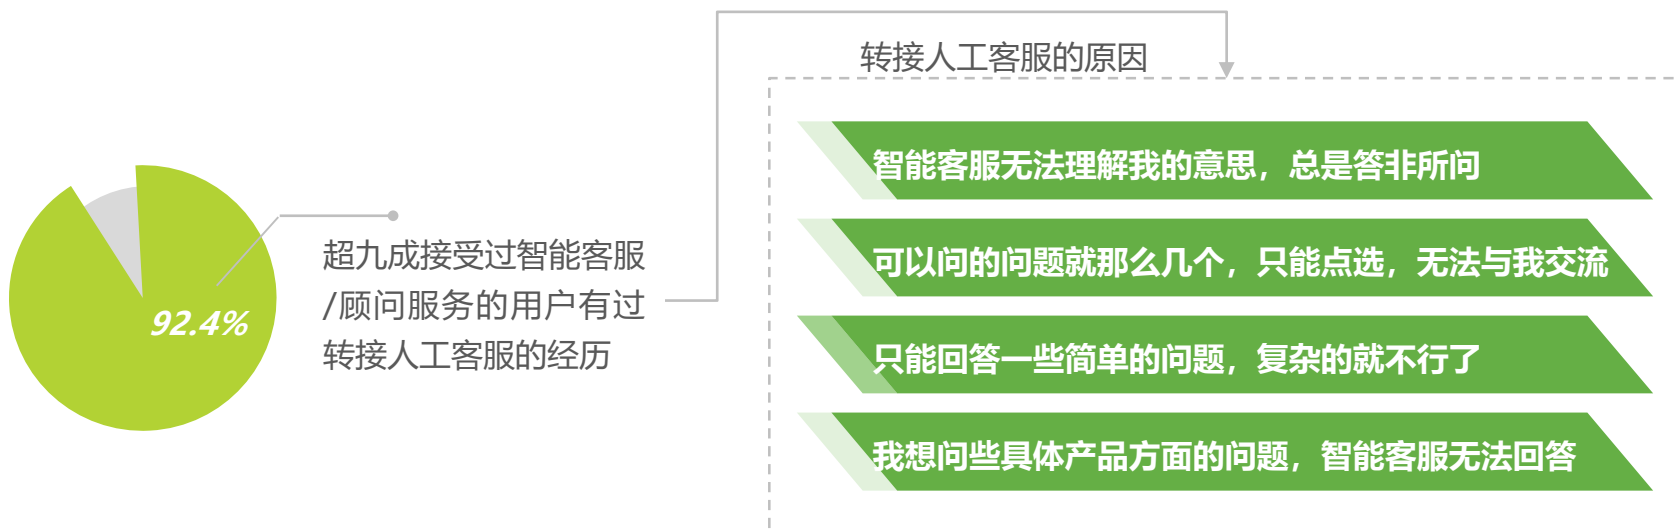 转接人工客服的原因
智能客服无法理解我的意思，总是答非所问
可以问的问题就那么几个，只能点选，无法与我交流
只能回答一些简单的问题，复杂的就不行了
我想问些具体产品方面的问题，智能客服无法回答
92.4%
超九成接受过智能客服
/顾问服务的用户有过
转接人工客服的经历